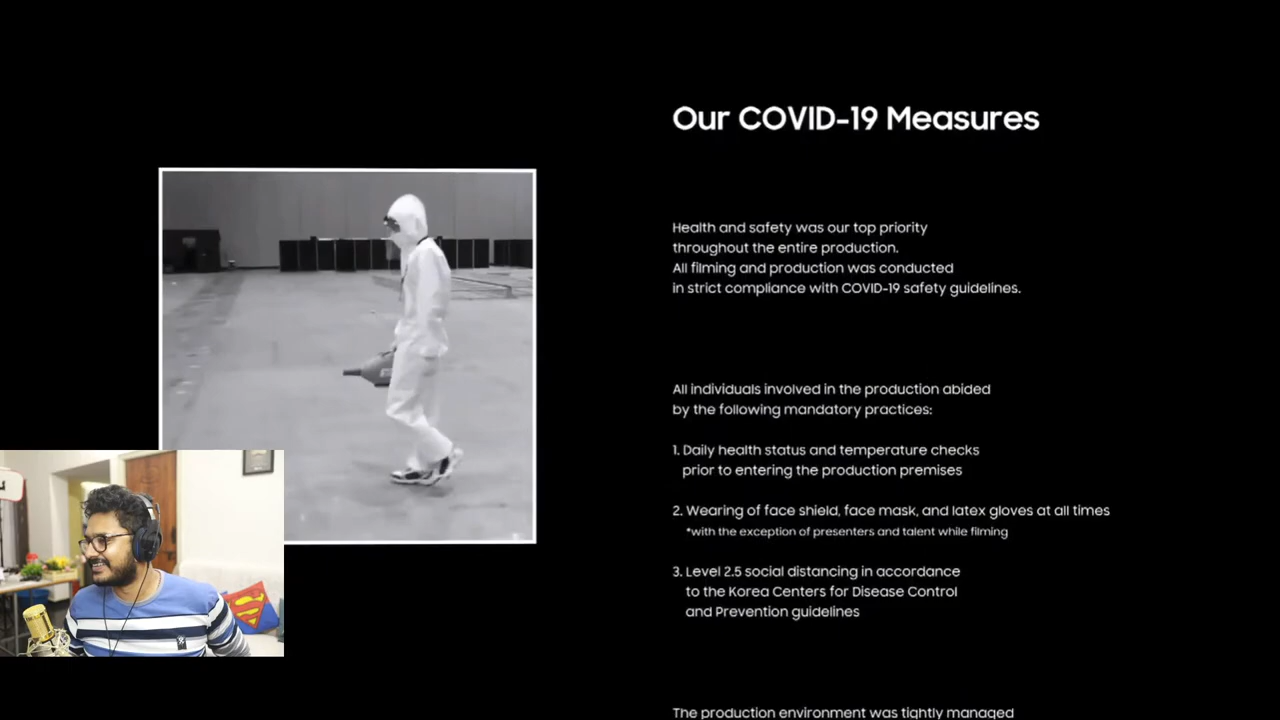 Our COVID-19 Measures
Health and safety was our top priority
throughout the entire production.
All filming and production was conducted
in strict compliance with COVID-19 safety guidelines.
All individuals involved in the production abided
by the following mandatory practices:
1. Daily health status and temperature checks
prior to entering the production premises
2. Wearing of face shield, face mask, and latex gloves at all times
*with the exception of presenters and talent while filming
3. Level 2.5 social distancing in accordance
to the Korea Centers for Disease Control
and Prevention guidelines
The production environment was tightly managed